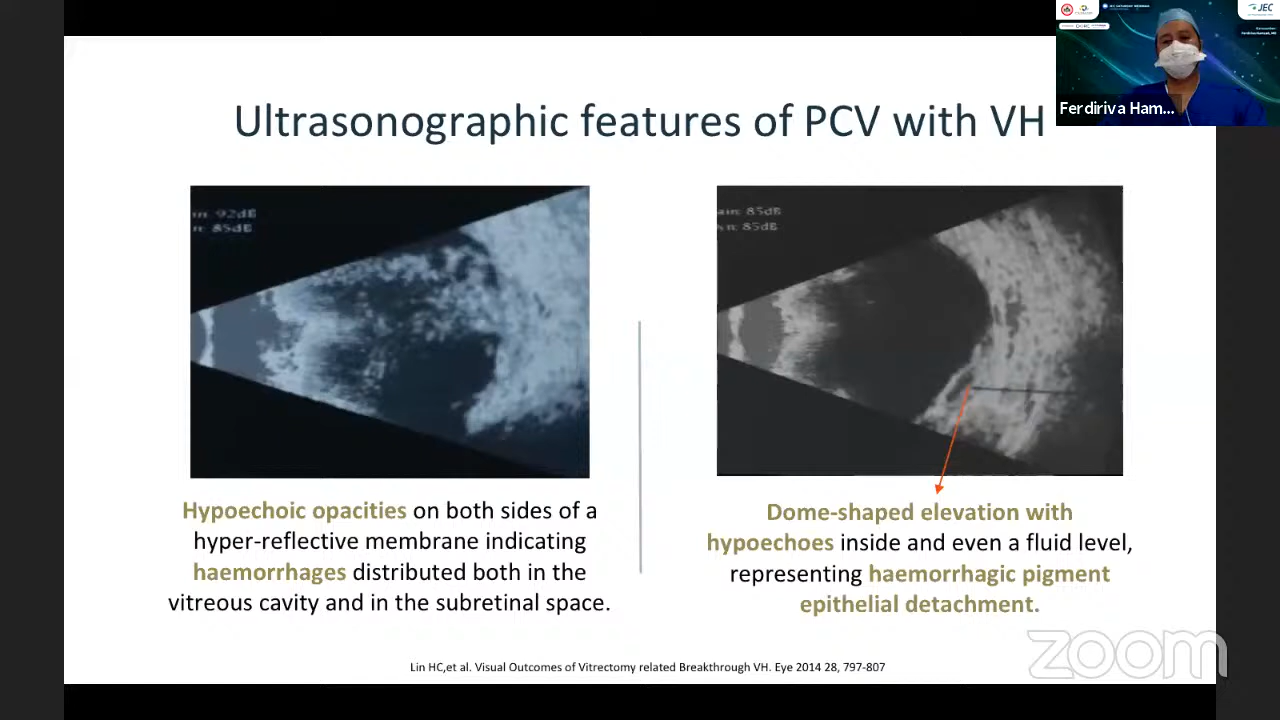 Ultrasonographic features of PCV with VH
JEC
Ferdiriva Ham...
in: 92dB
n: 85dB
ain: 85dB
yn: 85dB
Hypoechoic opacities on both sides of a
hyper-reflective membrane indicating
haemorrhages distributed both in the
vitreous cavity and in the subretinal space.
Dome-shaped elevation with
hypoechoes inside and even a fluid level,
representing haemorrhagic pigment
epithelial detachment.
Lin HC,et al. Visual Outcomes of Vitrectomy related Breakthrough VH. Eye 2014 28, 797-807
zoom